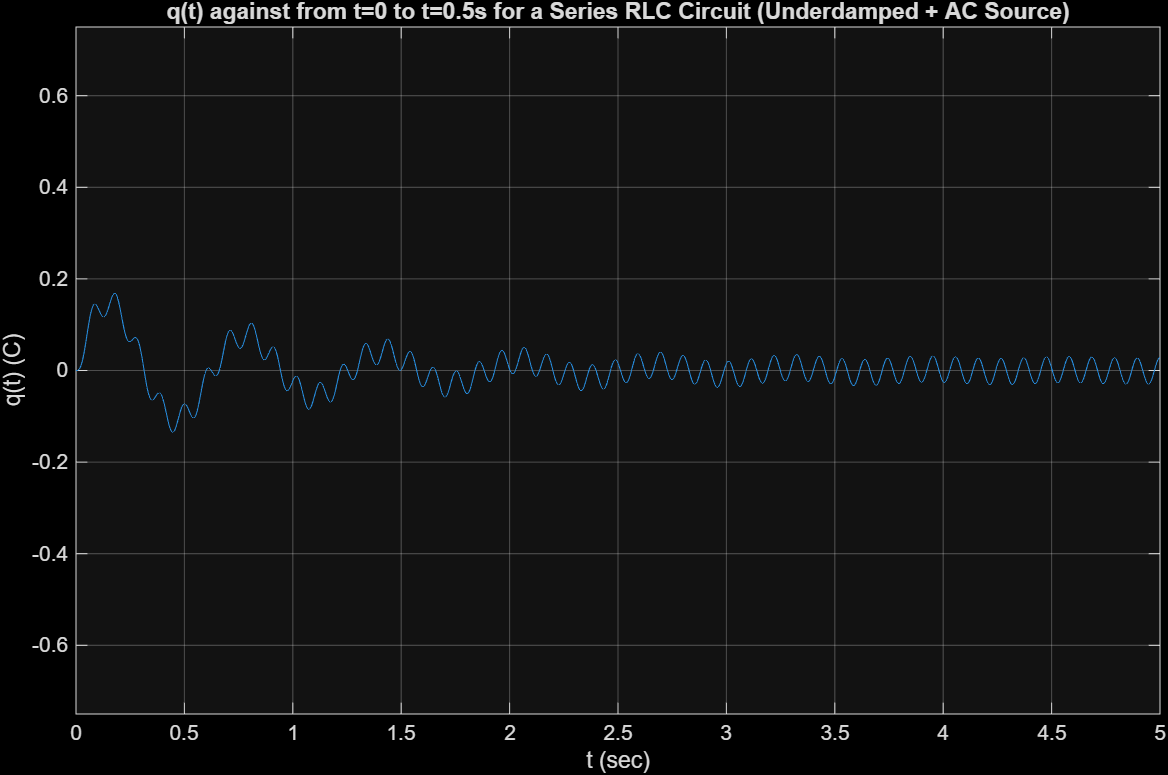 q(t) against from t=0 to t=0.5s for a Series RLC Circuit (Underdamped + AC Source)
0.6
0.4
0.2
0
-0.2
-0.4
-0.6
q(t) (C)
0 0.5 1 1.5 2 2.5 3 3.5 4 4.5 5
t (sec)